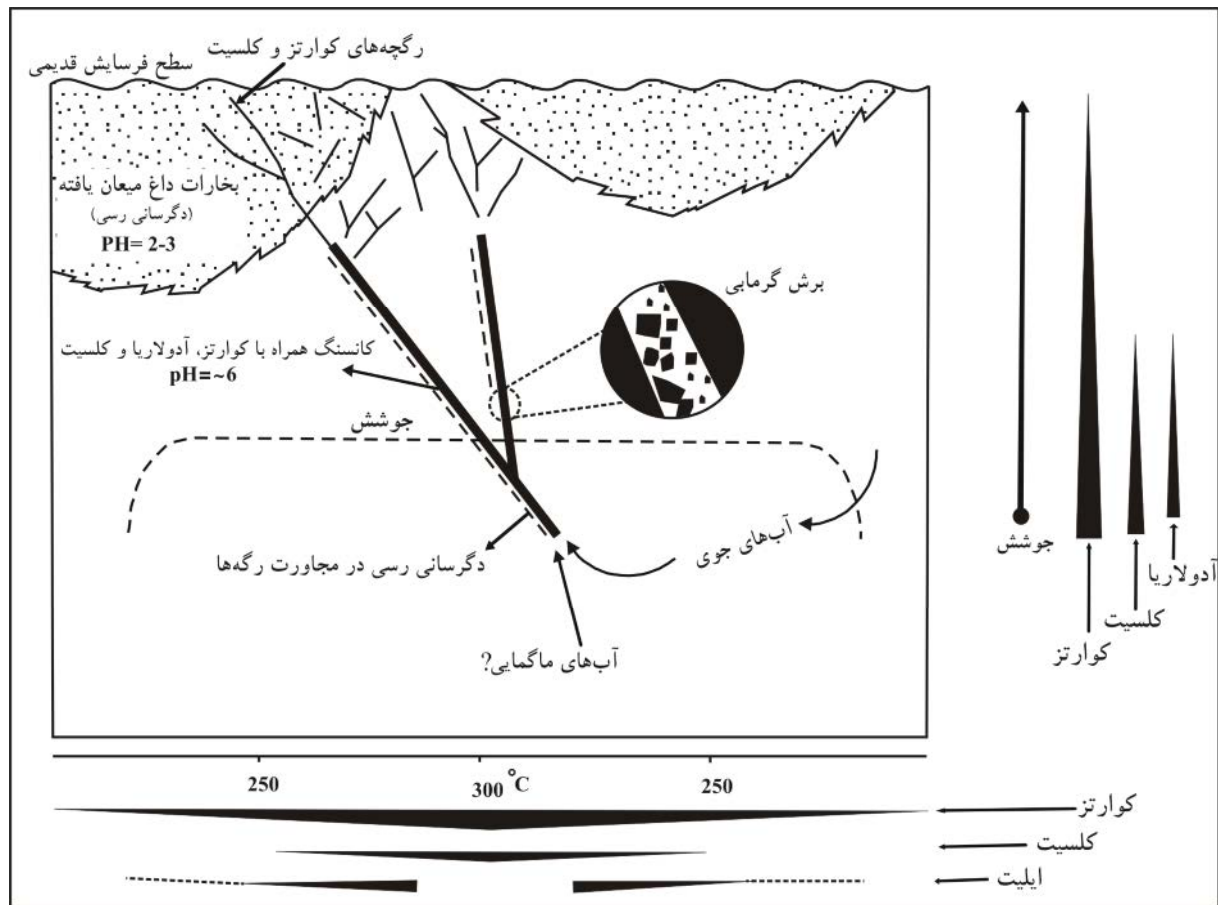 رگچه‌های کوارتز و کلسیت
سطح فرسایش قدیمی
بخارات داغ میعان یافته
(دگرسانی رسی)
PH= 2-3
برش گرمابی
کانسنگ همراه با کوارتز، آدولاریا و کلسیت
pH=~6
جوشش
آب‌های جوی
دگرسانی رسی در مجاورت رگه‌ها
آب‌های ماگمایی?
جوشش
آدولاریا
کلسیت
کوارتز
250
300 °C
250
کوارتز
کلسیت
ایلیت